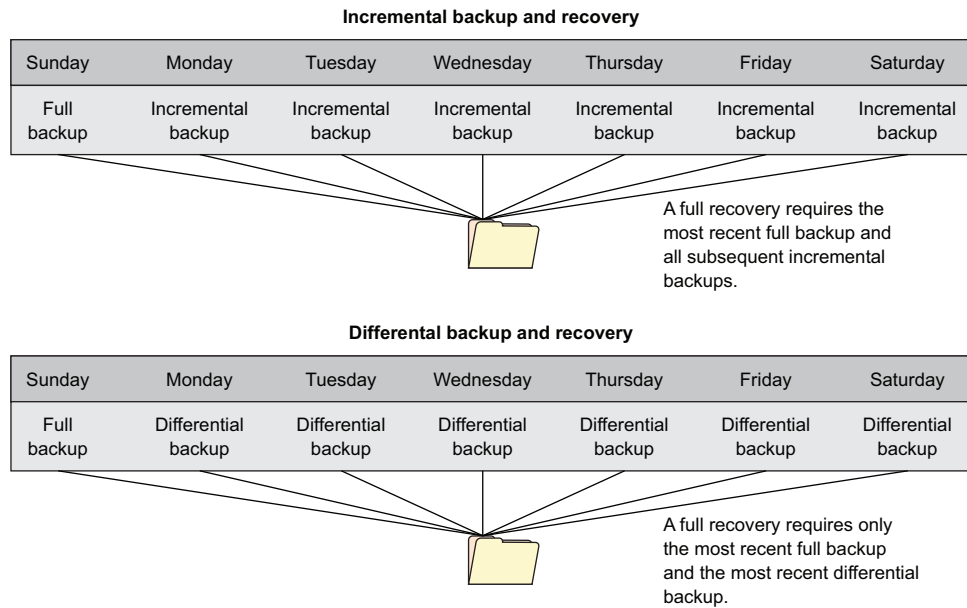 Incremental backup and recovery
Sunday Monday Tuesday Wednesday Thursday Friday Saturday
Full Incremental Incremental Incremental Incremental Incremental Incremental
backup backup backup backup backup backup backup
A full recovery requires the
most recent full backup and
all subsequent incremental
backups.
Differental backup and recovery
Sunday Monday Tuesday Wednesday Thursday Friday Saturday
Full Differential Differential Differential Differential Differential Differential
backup backup backup backup backup backup backup
A full recovery requires only
the most recent full backup
and the most recent differential
backup.